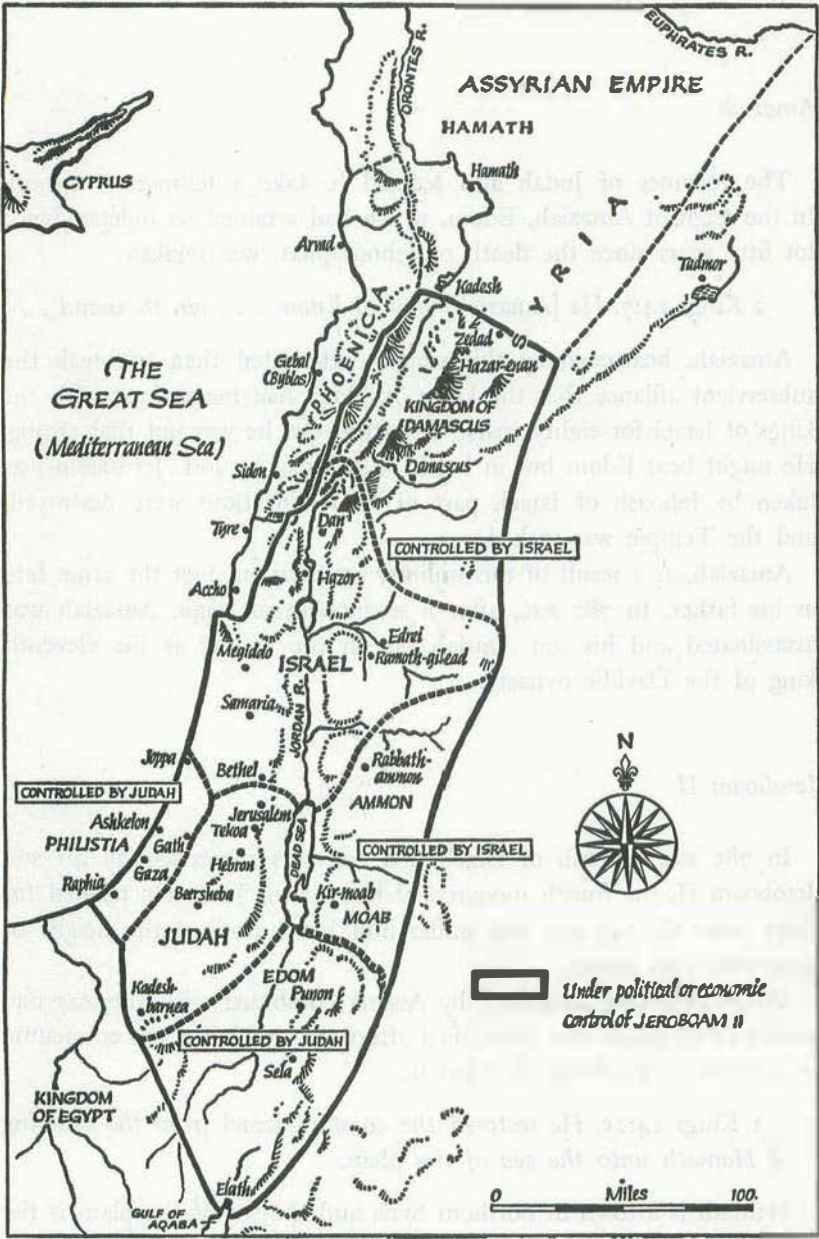 EUPHRATES R.
ASSYRIAN EMPIRE
ORONTES R.
HAMATH
Hamath
CYPRUS
Arvad
SYRIA
Tadmor
Kadesh
PHOENICIA
Zedad
Hazar-enan
Gebal
(Byblos)
THE
GREAT SEA
(Mediterranean Sea)
KINGDOM OF
DAMASCUS
Damascus
Sidon
Dan
Tyre
CONTROLLED BY ISRAEL
Hazor
Accho
Edrei
Megiddo
ISRAEL
Ramoth-gilead
Samaria
JORDAN R.
N
Joppa
Rabbath-
ammon
Bethel
CONTROLLED BY JUDAH
AMMON
Jerusalem
Ashkelon
Tekoa
DEAD SEA
CONTROLLED BY ISRAEL
PHILISTIA
Gath
Hebron
Gaza
Raphia
Beersheba
Kir-moab
MOAB
JUDAH
EDOM
Kadesh-
barnea
Punon
Under political or economic
control of JEROBOAM II
CONTROLLED BY JUDAH
Sela
KINGDOM
OF EGYPT
Elath
0 Miles 100
GULF OF
AQABA